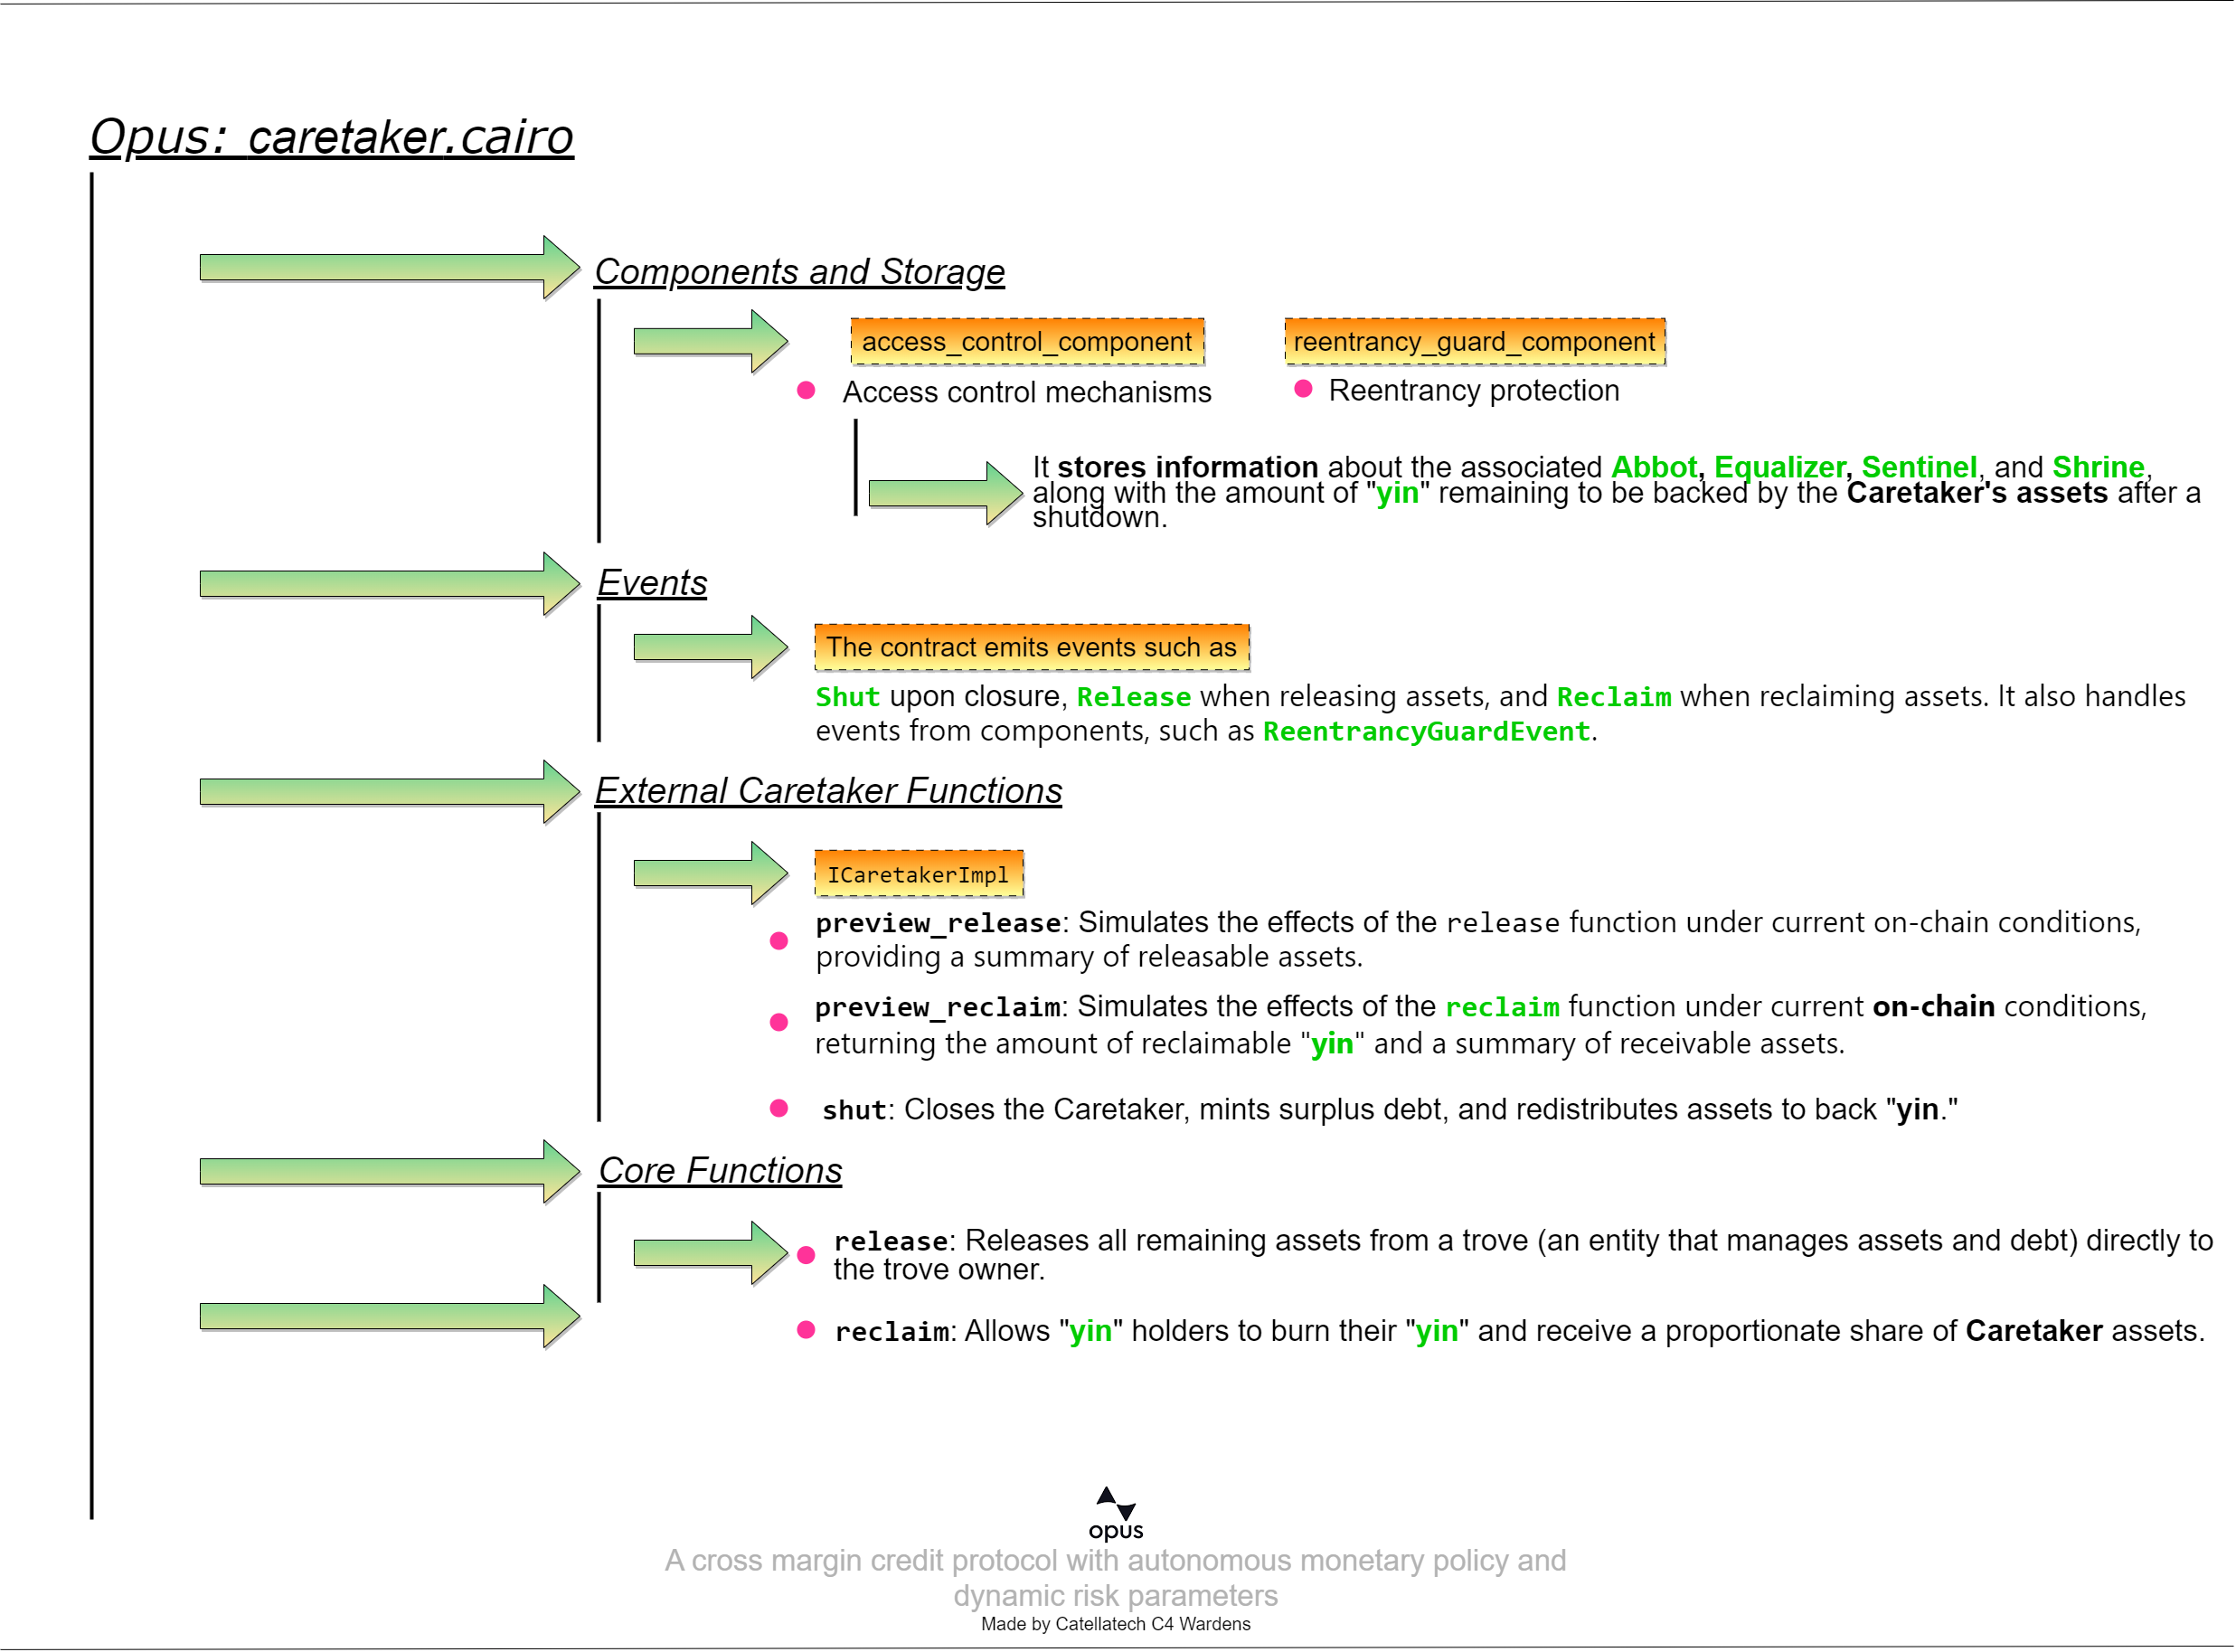 Opus: caretaker.cairo
Components and Storage
access_control_component
reentrancy_guard_component
Access control mechanisms
Reentrancy protection
It stores information about the associated Abbot, Equalizer, Sentinel, and Shrine,
along with the amount of "yin" remaining to be backed by the Caretaker's assets after a
shutdown.
Events
The contract emits events such as
Shut upon closure, Release when releasing assets, and Reclaim when reclaiming assets. It also handles
events from components, such as ReentrancyGuardEvent.
External Caretaker Functions
ICaretakerImpl
preview_release: Simulates the effects of the release function under current on-chain conditions,
providing a summary of releasable assets.
preview_reclaim: Simulates the effects of the reclaim function under current on-chain conditions,
returning the amount of reclaimable "yin" and a summary of receivable assets.
shut: Closes the Caretaker, mints surplus debt, and redistributes assets to back "yin."
Core Functions
release: Releases all remaining assets from a trove (an entity that manages assets and debt) directly to
the trove owner.
reclaim: Allows "yin" holders to burn their "yin" and receive a proportionate share of Caretaker assets.
opus
A cross margin credit protocol with autonomous monetary policy and
dynamic risk parameters
Made by Catellatech C4 Wardens